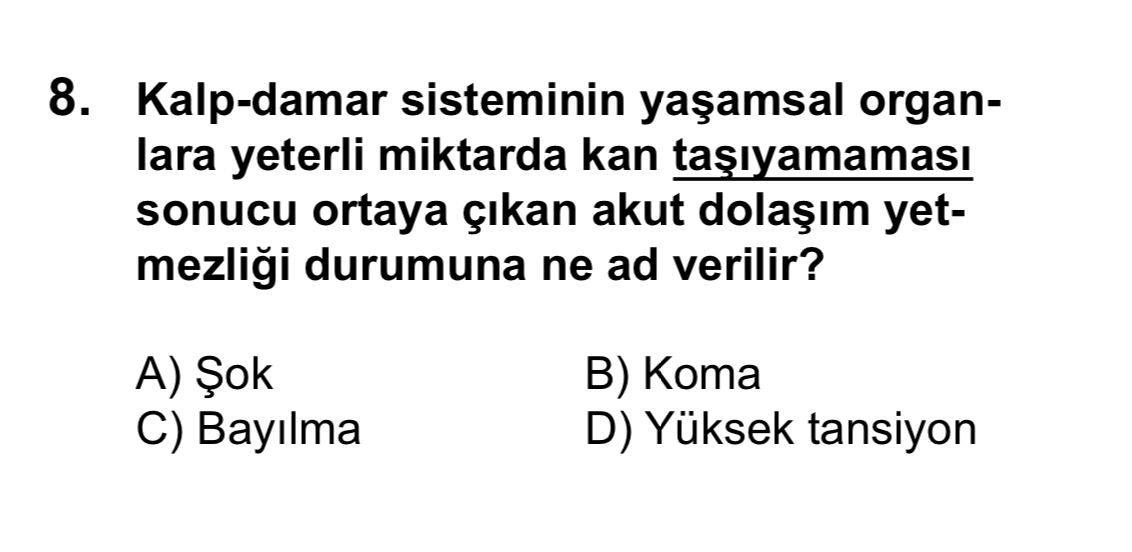 8. Kalp-damar sisteminin yaşamsal organ-
lara yeterli miktarda kan taşıyamaması
sonucu ortaya çıkan akut dolaşım yet-
mezliği durumuna ne ad verilir?
A) Şok B) Koma
C) Bayılma D) Yüksek tansiyon